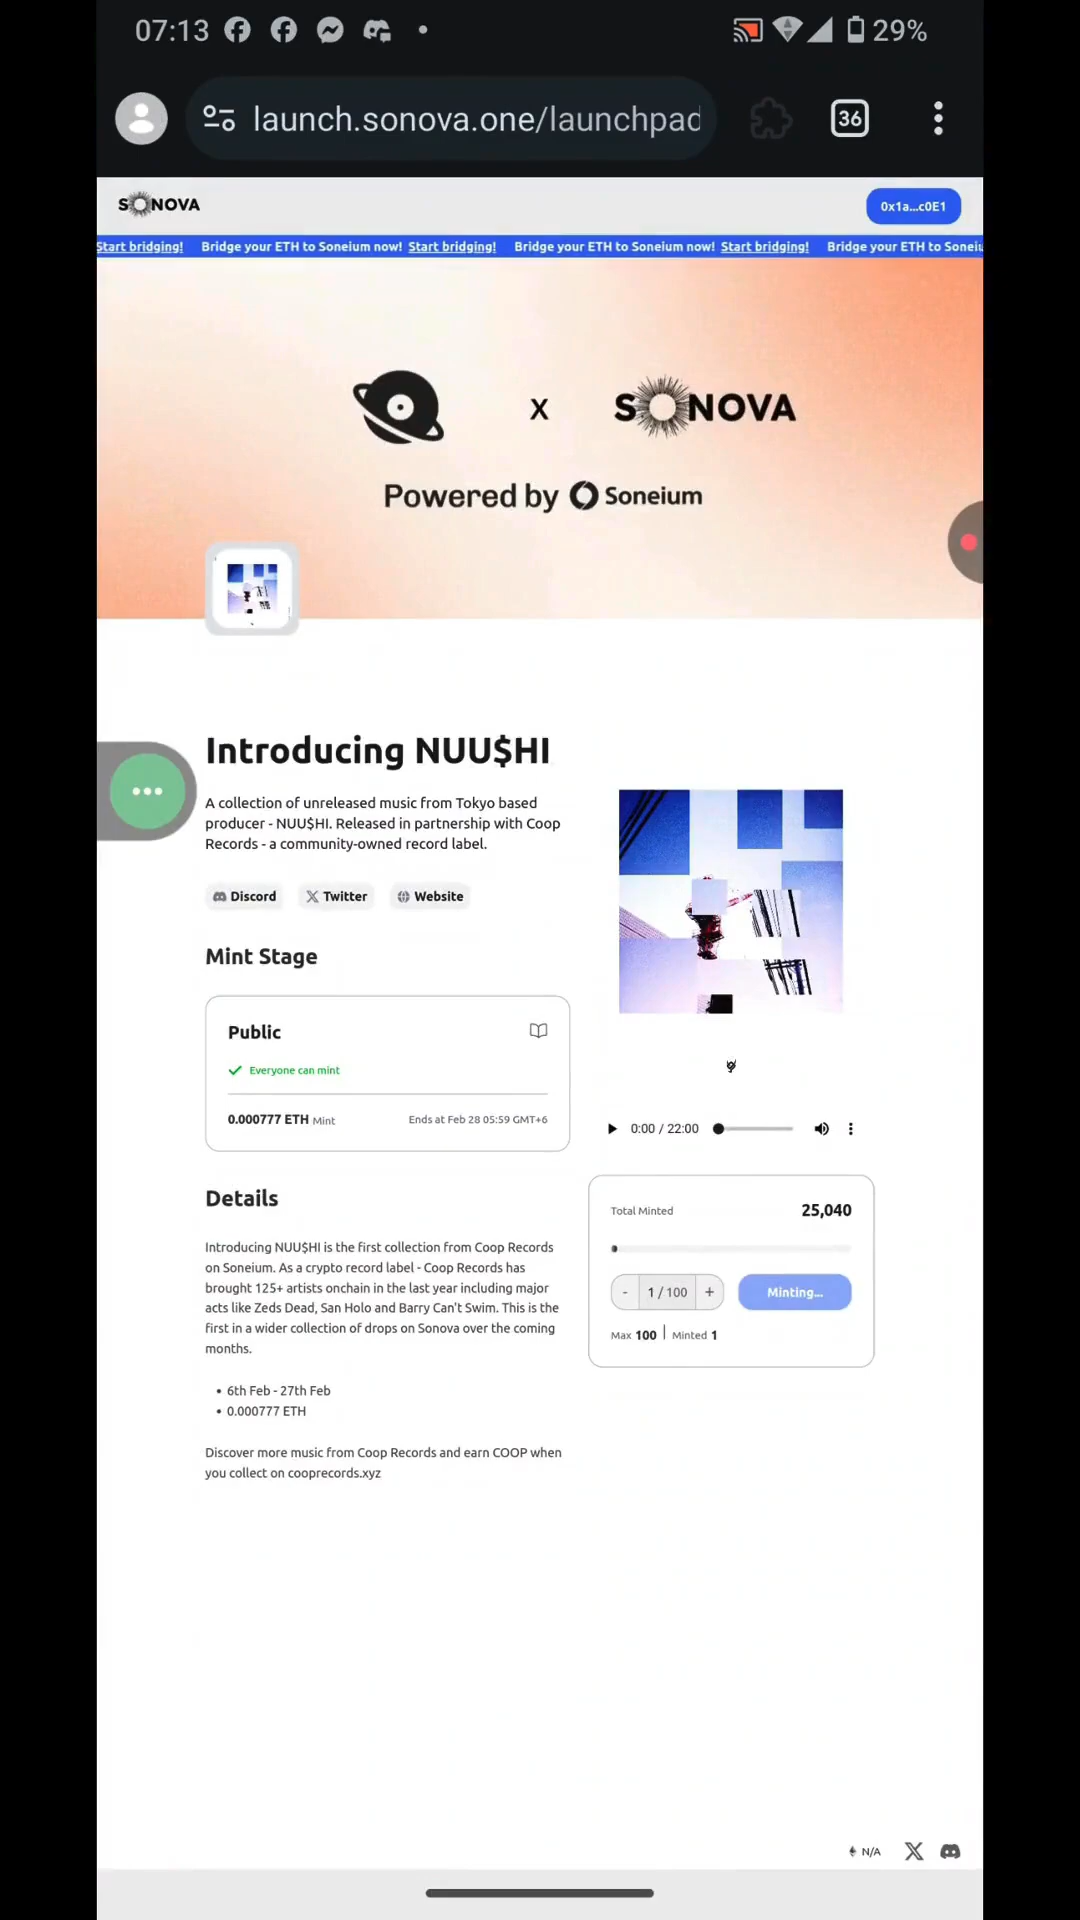 07:13
29%
launch.sonova.one/launchpad
36
SONOVA
0x1a...c0E1
Start bridging! Bridge your ETH to Soneium now! Start bridging! Bridge your ETH to Soneium now! Start bridging! Bridge your ETH to
X
SONOVA
Powered by Soneium
Introducing NUU$HI
A collection of unreleased music from Tokyo based
producer - NUU$HI. Released in partnership with Coop
Records - a community-owned record label.
Discord Twitter Website
Mint Stage
Public
Everyone can mint
0.000777 ETH Mint
Ends at Feb 28 05:59 GMT+6
0:00 / 22:00
Details
Introducing NUU$HI is the first collection from Coop Records
on Soneium. As a crypto record label - Coop Records has
brought 125+ artists onchain in the last year including major
acts like Zeds Dead, San Holo and Barry Can't Swim. This is the
first in a wider collection of drops on Sonova over the coming
months.
• 6th Feb - 27th Feb
• 0.000777 ETH
Discover more music from Coop Records and earn COOP when
you collect on cooprecords.xyz
Total Minted 25,040
- 1 / 100 + Minting...
Max 100 | Minted 1
N/A